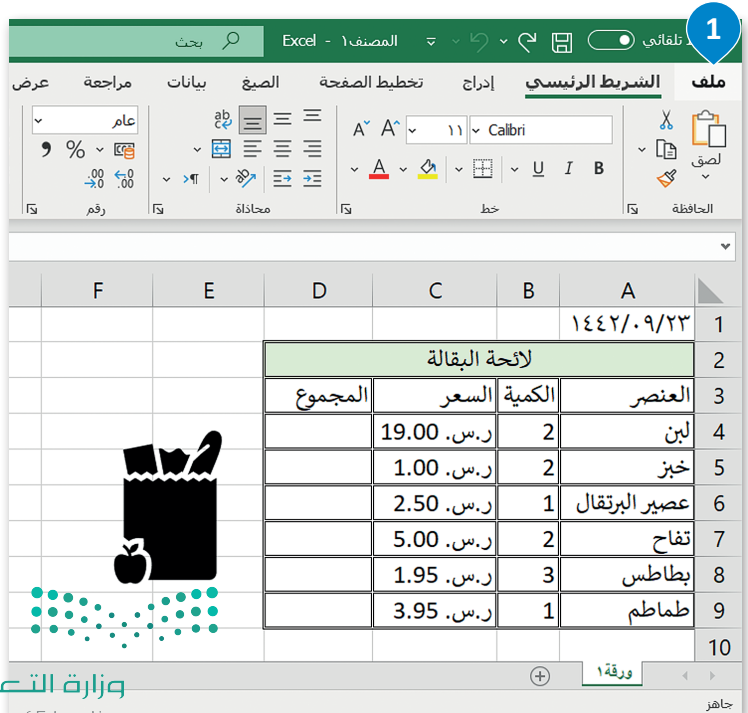 1
تلقائي المصنف١ - Excel بحث
ملف الشريط الرئيسي إدراج تخطيط الصفحة الصيغ بيانات مراجعة عرض
لصق Calibri ١١ عام
B I U A
الحافظة خط محاذاة رقم
A B C D E F
1 ١٤٤٢/٠٩/٢٣
2 لائحة البقالة
3 العنصر الكمية السعر المجموع
4 لبن 2 ر.س. 19.00
5 خبز 2 ر.س. 1.00
6 عصير البرتقال 1 ر.س. 2.50
7 تفاح 2 ر.س. 5.00
8 بطاطس 3 ر.س. 1.95
9 طماطم 1 ر.س. 3.95
10
ورقة١
وزارة التعـ
جاهز